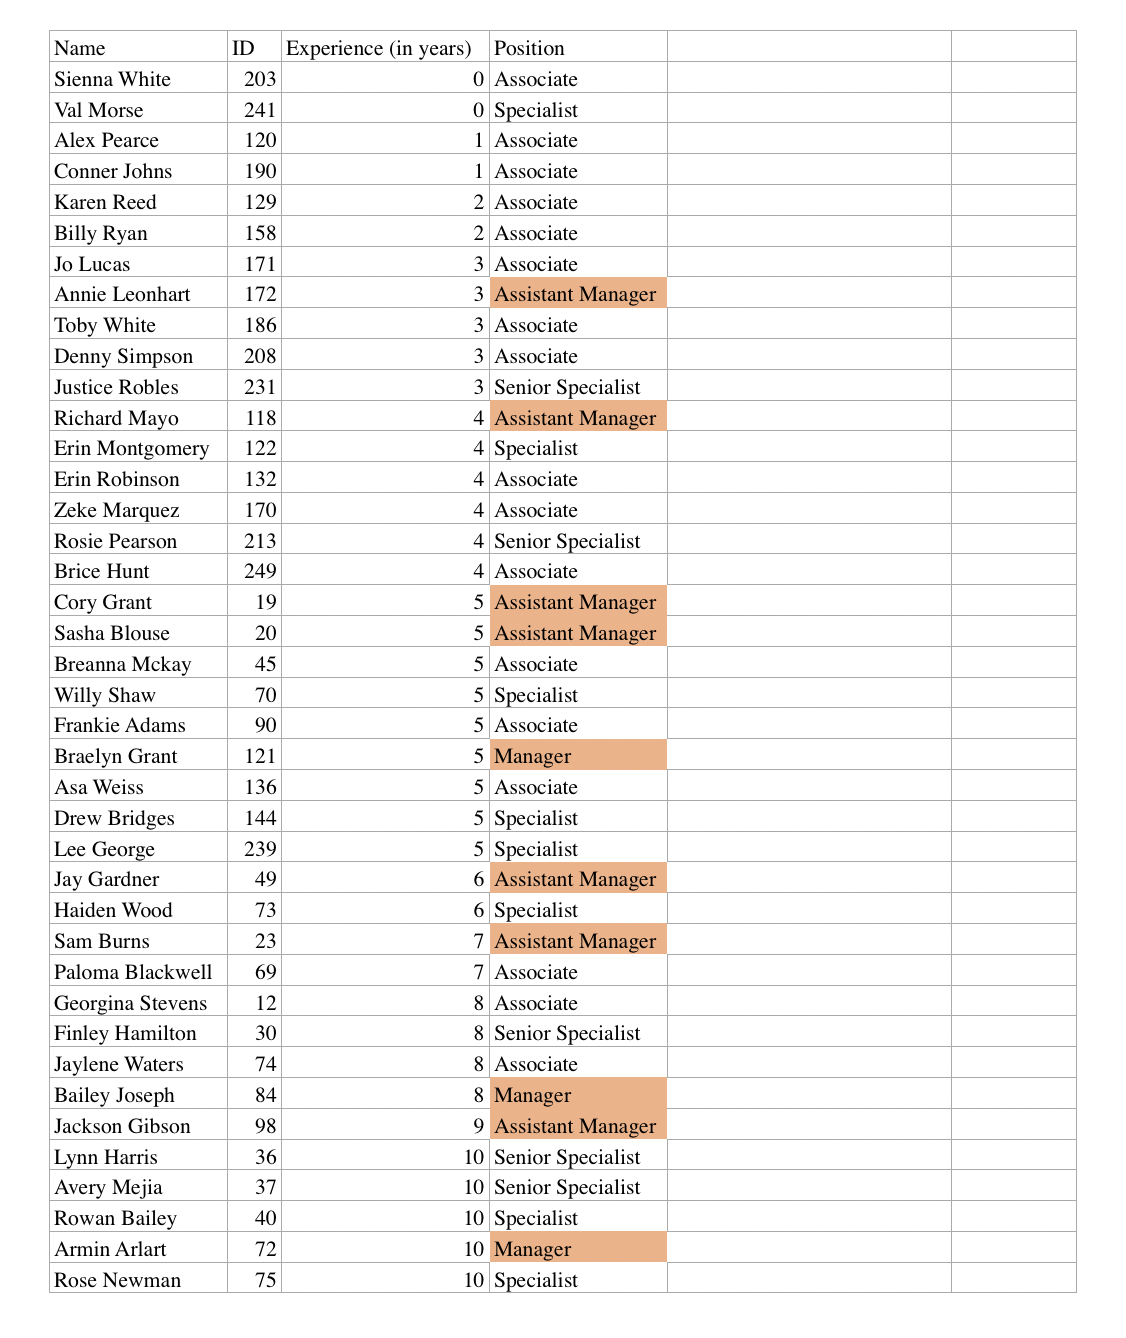 Name ID Experience (in years) Position
Sienna White 203 0 Associate
Val Morse 241 0 Specialist
Alex Pearce 120 1 Associate
Conner Johns 190 1 Associate
Karen Reed 129 2 Associate
Billy Ryan 158 2 Associate
Jo Lucas 171 3 Associate
Annie Leonhart 172 3 Assistant Manager
Toby White 186 3 Associate
Denny Simpson 208 3 Associate
Justice Robles 231 3 Senior Specialist
Richard Mayo 118 4 Assistant Manager
Erin Montgomery 122 4 Specialist
Erin Robinson 132 4 Associate
Zeke Marquez 170 4 Associate
Rosie Pearson 213 4 Senior Specialist
Brice Hunt 249 4 Associate
Cory Grant 19 5 Assistant Manager
Sasha Blouse 20 5 Assistant Manager
Breanna Mckay 45 5 Associate
Willy Shaw 70 5 Specialist
Frankie Adams 90 5 Associate
Braelyn Grant 121 5 Manager
Asa Weiss 136 5 Associate
Drew Bridges 144 5 Specialist
Lee George 239 5 Specialist
Jay Gardner 49 6 Assistant Manager
Haiden Wood 73 6 Specialist
Sam Burns 23 7 Assistant Manager
Paloma Blackwell 69 7 Associate
Georgina Stevens 12 8 Associate
Finley Hamilton 30 8 Senior Specialist
Jaylene Waters 74 8 Associate
Bailey Joseph 84 8 Manager
Jackson Gibson 98 9 Assistant Manager
Lynn Harris 36 10 Senior Specialist
Avery Mejia 37 10 Senior Specialist
Rowan Bailey 40 10 Specialist
Armin Arlart 72 10 Manager
Rose Newman 75 10 Specialist